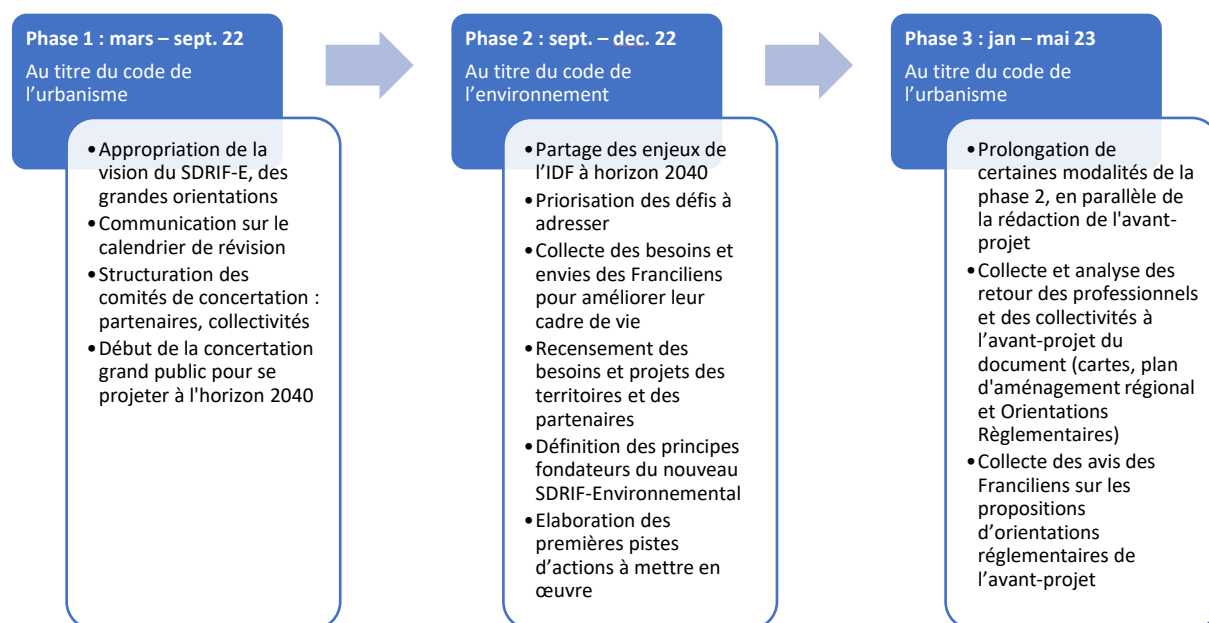 Phase 1 : mars – sept. 22
Au titre du code de
l’urbanisme
•Appropriation de la
vision du SDRIF-E, des
grandes orientations
•Communication sur le
calendrier de révision
•Structuration des
comités de concertation :
partenaires, collectivités
•Début de la concertation
grand public pour se
projeter à l'horizon 2040
Phase 2 : sept. – dec. 22
Au titre du code de
l’environnement
•Partage des enjeux de
l’IDF à horizon 2040
•Priorisation des défis à
adresser
•Collecte des besoins et
envies des Franciliens
pour améliorer leur
cadre de vie
•Recensement des
besoins et projets des
territoires et des
partenaires
•Définition des principes
fondateurs du nouveau
SDRIF-Environnemental
•Elaboration des
premières pistes
d’actions à mettre en
œuvre
Phase 3 : jan – mai 23
Au titre du code de
l’urbanisme
•Prolongation de
certaines modalités de la
phase 2, en parallèle de
la rédaction de l'avant-
projet
•Collecte et analyse des
retour des professionnels
et des collectivités à
l’avant-projet du
document (cartes, plan
d'aménagement régional
et Orientations
Règlementaires)
•Collecte des avis des
Franciliens sur les
propositions
d’orientations
réglementaires de
l’avant-projet